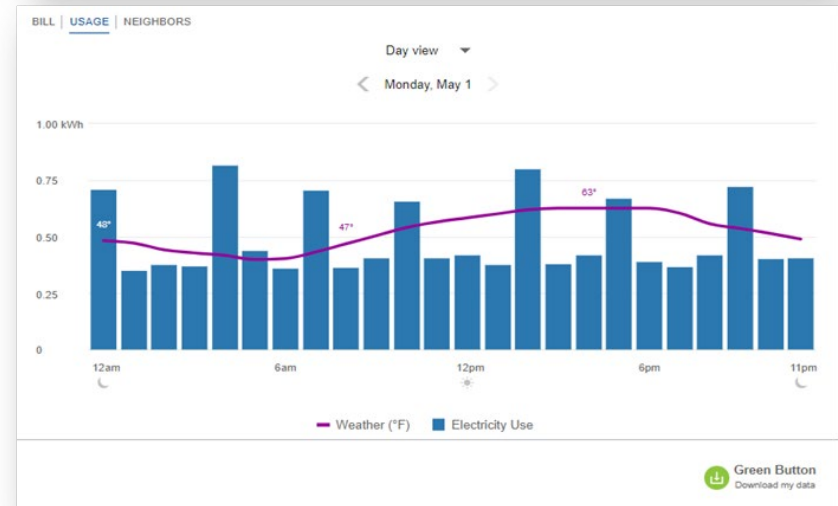 BILL | USAGE | NEIGHBORS
Day view
Monday, May 1
1.00 kWh
0.75
0.50
0.25
0
48°
47°
63°
12am
6am
12pm
6pm
11pm
Weather (°F)
Electricity Use
Green Button
Download my data